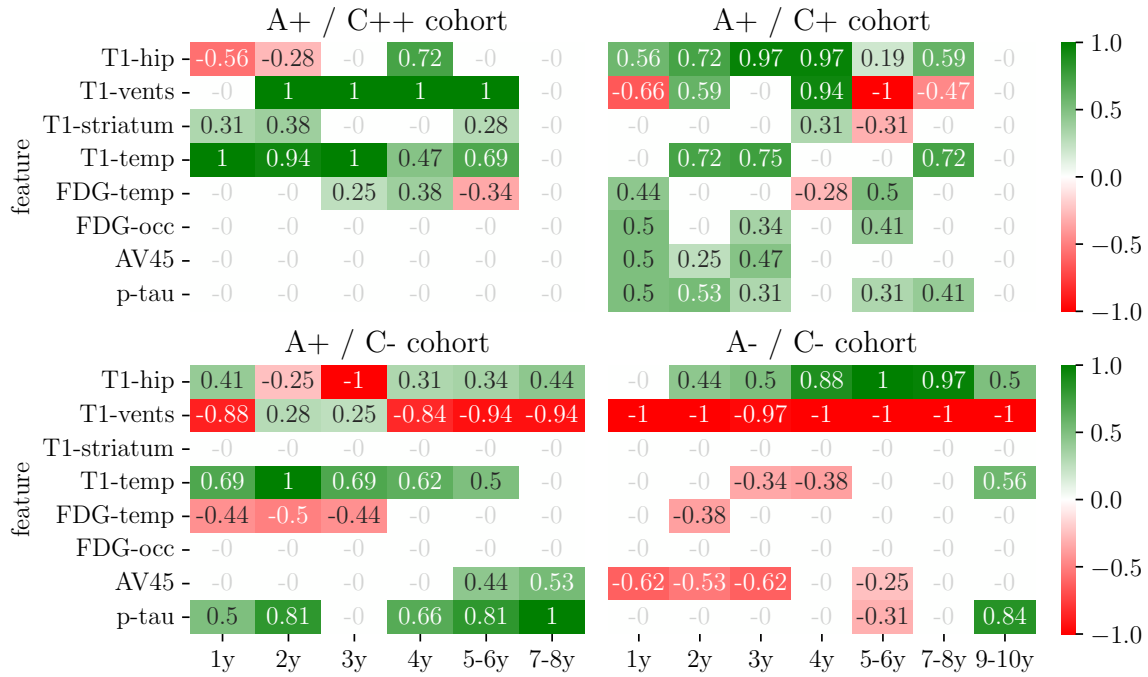 A+ / C++ cohort
A+ / C+ cohort
feature
T1-hip -0.56 -0.28 -0 0.72 -0 -0 0.56 0.72 0.97 0.97 0.19 0.59 -0
T1-vents -0 1 1 1 1 -0 -0.66 0.59 -0 0.94 -1 -0.47 -0
T1-striatum 0.31 0.38 -0 -0 0.28 -0 -0 -0 -0 0.31 -0.31 -0 -0
T1-temp 1 0.94 1 0.47 0.69 -0 -0 0.72 0.75 -0 -0 0.72 -0
FDG-temp -0 -0 0.25 0.38 -0.34 -0 0.44 -0 -0 -0.28 0.5 -0 -0
FDG-occ -0 -0 -0 -0 -0 -0 0.5 -0 0.34 -0 0.41 -0 -0
AV45 -0 -0 -0 -0 -0 -0 0.5 0.25 0.47 -0 -0 -0 -0
p-tau -0 -0 -0 -0 -0 -0 0.5 0.53 0.31 -0 0.31 0.41 -0
1.0
0.5
0.0
−0.5
−1.0
A+ / C- cohort
A- / C- cohort
feature
T1-hip 0.41 -0.25 -1 0.31 0.34 0.44 -0 0.44 0.5 0.88 1 0.97 0.5
T1-vents -0.88 0.28 0.25 -0.84 -0.94 -0.94 -1 -1 -0.97 -1 -1 -1 -1
T1-striatum -0 -0 -0 -0 -0 -0 -0 -0 -0 -0 -0 -0 -0
T1-temp 0.69 1 0.69 0.62 0.5 -0 -0 -0 -0.34 -0.38 -0 -0 0.56
FDG-temp -0.44 -0.5 -0.44 -0 -0 -0 -0 -0.38 -0 -0 -0 -0 -0
FDG-occ -0 -0 -0 -0 -0 -0 -0 -0 -0 -0 -0 -0 -0
AV45 -0 -0 -0 -0 0.44 0.53 -0.62 -0.53 -0.62 -0 -0.25 -0 -0
p-tau 0.5 0.81 -0 0.66 0.81 1 -0 -0 -0 -0 -0.31 -0 0.84
1y 2y 3y 4y 5-6y 7-8y 1y 2y 3y 4y 5-6y 7-8y 9-10y
1.0
0.5
0.0
−0.5
−1.0